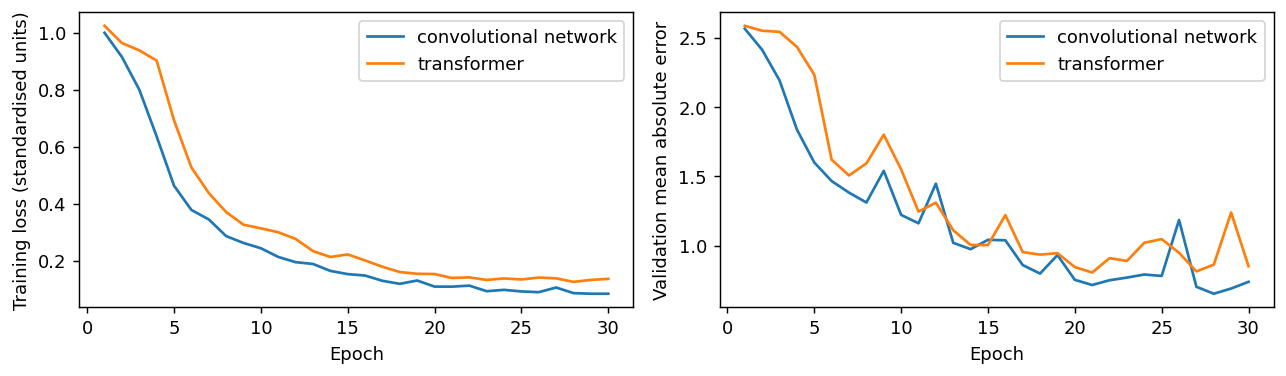 Training loss (standardised units)
1.0
0.8
0.6
0.4
0.2
convolutional network
transformer
0 5 10 15 20 25 30
Epoch
Validation mean absolute error
2.5
2.0
1.5
1.0
convolutional network
transformer
0 5 10 15 20 25 30
Epoch